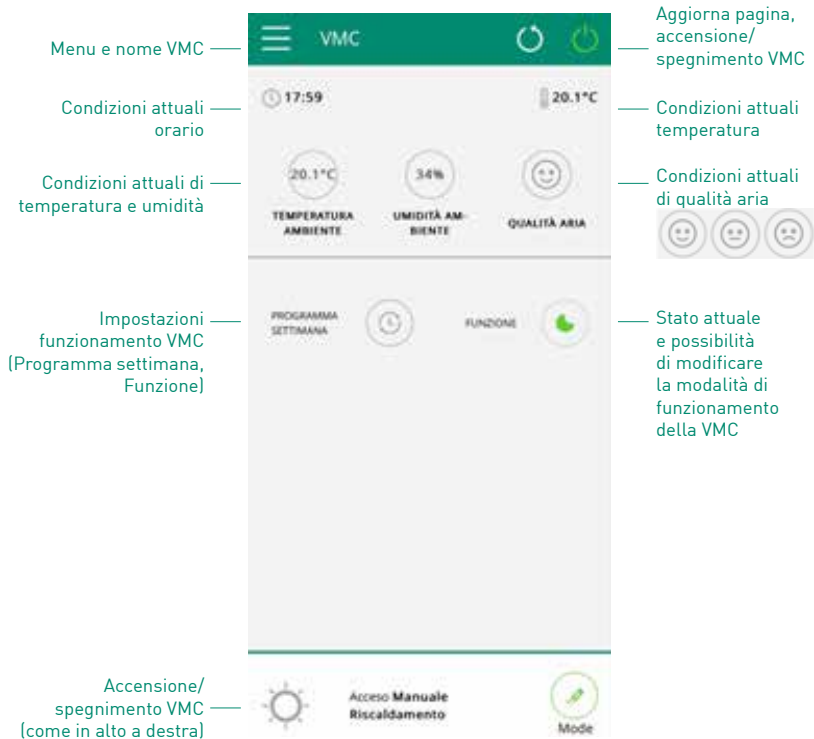 Menu e nome VMC
VMC
Aggiorna pagina,
accensione/
spegnimento VMC
Condizioni attuali
orario
17:59
20.1°C
Condizioni attuali
temperatura
Condizioni attuali di
temperatura e umidità
20.1°C
TEMPERATURA
AMBIENTE
34%
UMIDITÀ AM-
BIENTE
QUALITÀ ARIA
Condizioni attuali
di qualità aria
Impostazioni
funzionamento VMC
(Programma settimana,
Funzione)
PROGRAMMA
SETTIMANA
FUNZIONE
Stato attuale
e possibilità
di modificare
la modalità di
funzionamento
della VMC
Accensione/
spegnimento VMC
(come in alto a destra)
Acceso Manuale
Riscaldamento
Mode